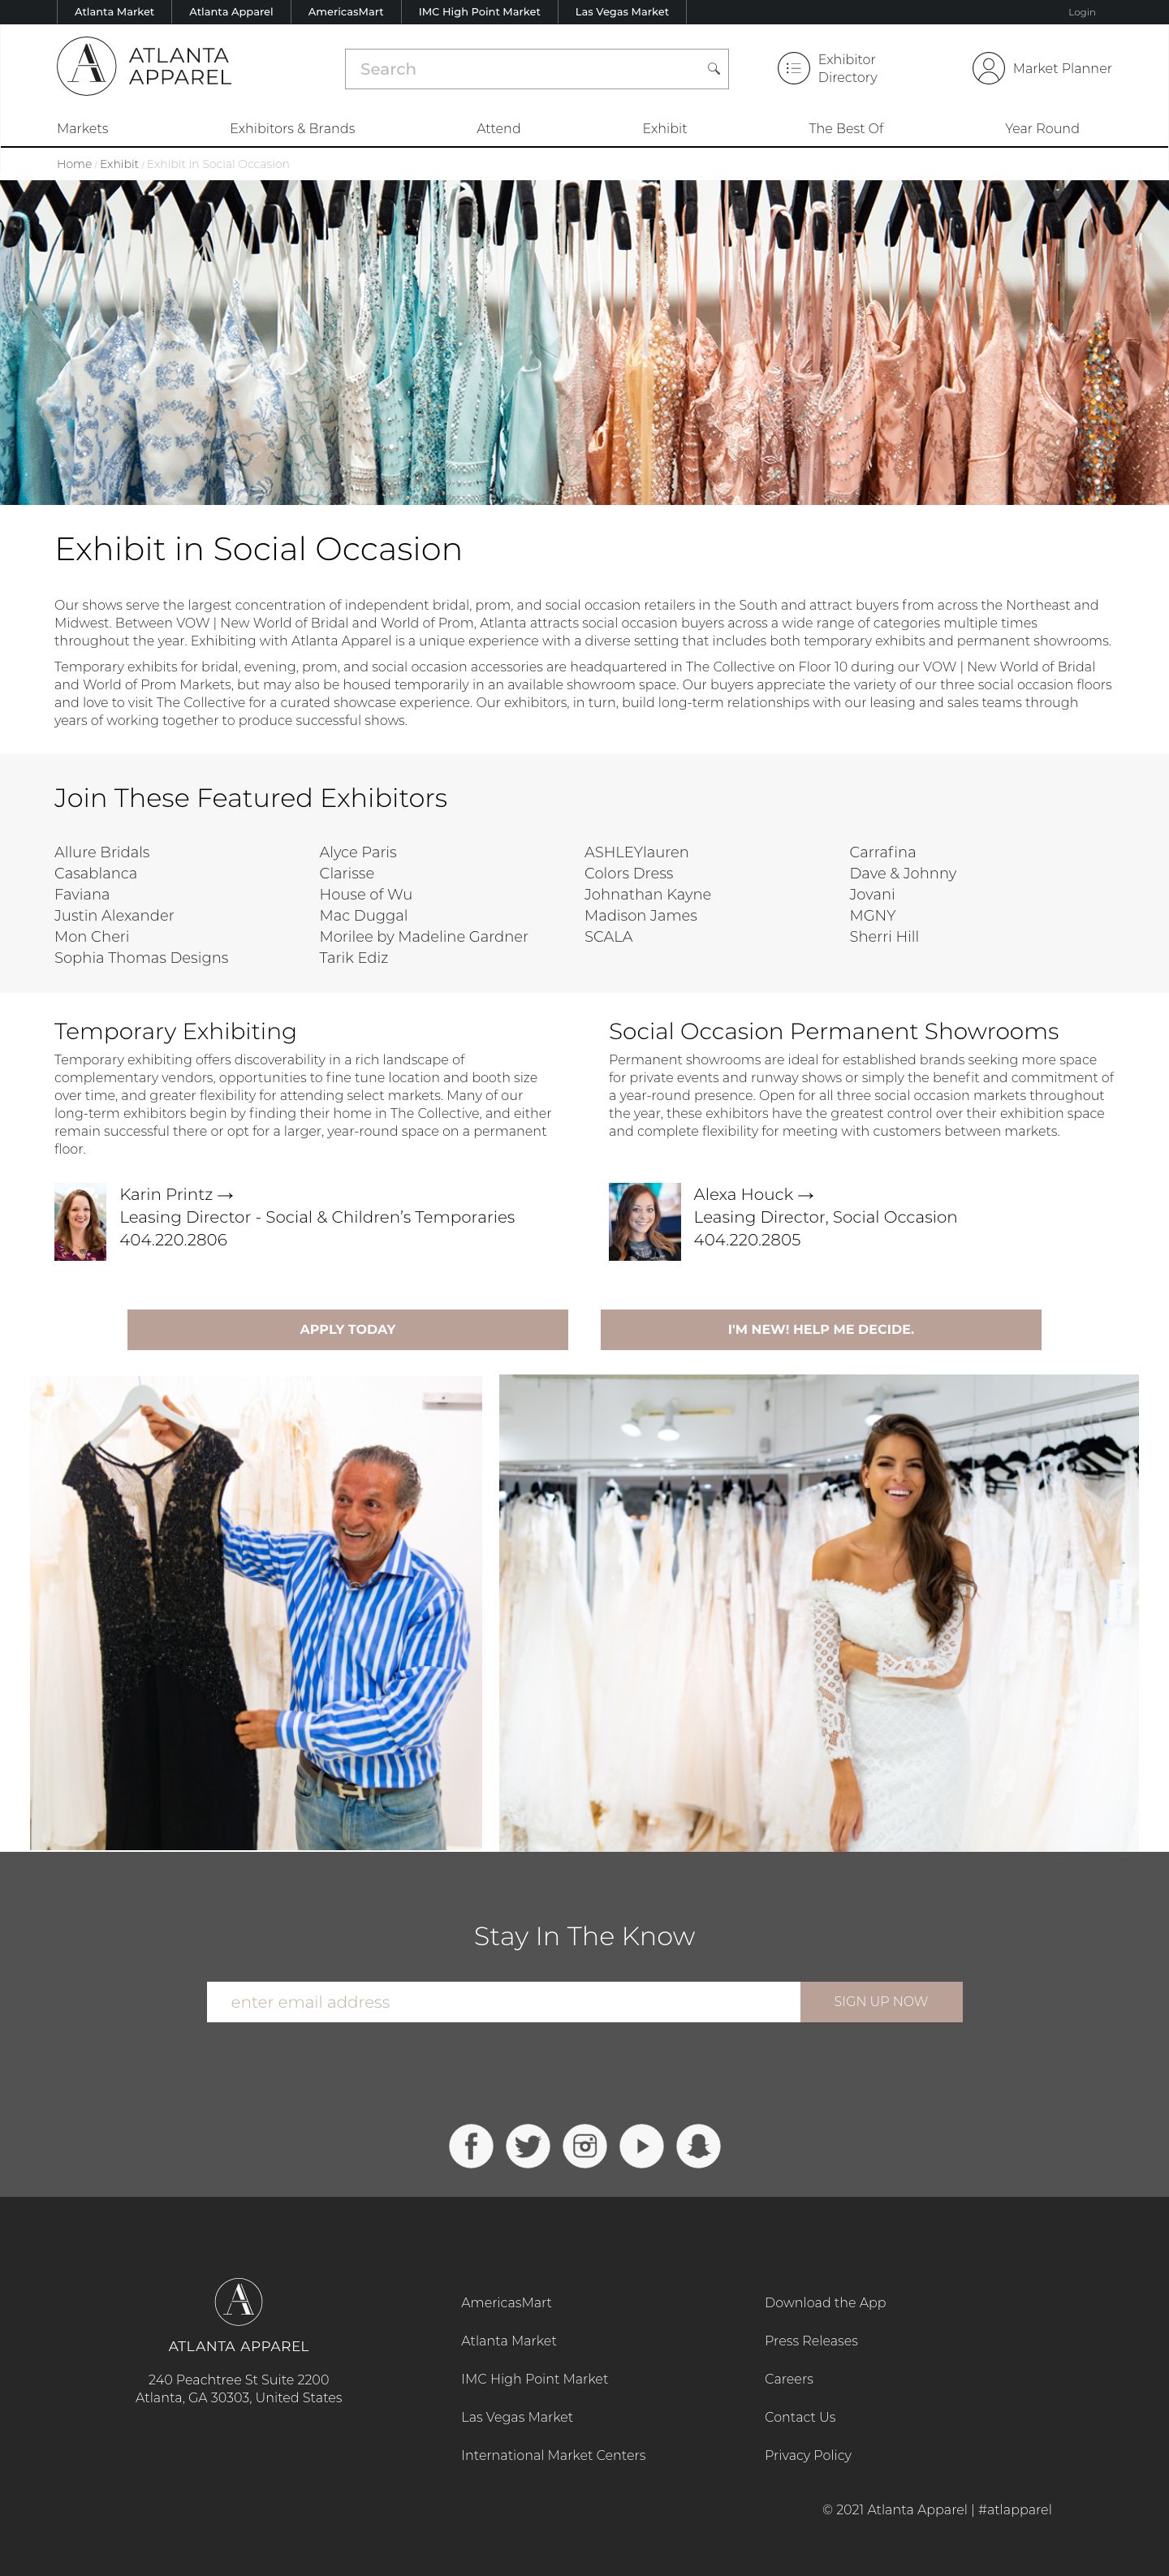 Atlanta Market
Atlanta Apparel
AmericasMart
IMC High Point Market
Las Vegas Market
Login
ATLANTA
APPAREL
Search
Exhibitor
Directory
Market Planner
Markets
Exhibitors & Brands
Attend
Exhibit
The Best Of
Year Round
Home / Exhibit / Exhibit in Social Occasion
Exhibit in Social Occasion
Our shows serve the largest concentration of independent bridal, prom, and social occasion retailers in the South and attract buyers from across the Northeast and
Midwest. Between VOW | New World of Bridal and World of Prom, Atlanta attracts social occasion buyers across a wide range of categories multiple times
throughout the year. Exhibiting with Atlanta Apparel is a unique experience with a diverse setting that includes both temporary exhibits and permanent showrooms.
Temporary exhibits for bridal, evening, prom, and social occasion accessories are headquartered in The Collective on Floor 10 during our VOW | New World of Bridal
and World of Prom Markets, but may also be housed temporarily in an available showroom space. Our buyers appreciate the variety of our three social occasion floors
and love to visit The Collective for a curated showcase experience. Our exhibitors, in turn, build long-term relationships with our leasing and sales teams through
years of working together to produce successful shows.
Join These Featured Exhibitors
Allure Bridals
Alyce Paris
ASHLEYlauren
Carrafina
Casablanca
Clarisse
Colors Dress
Dave & Johnny
Faviana
House of Wu
Johnathan Kayne
Jovani
Justin Alexander
Mac Duggal
Madison James
MGNY
Mon Cheri
Morilee by Madeline Gardner
SCALA
Sherri Hill
Sophia Thomas Designs
Tarik Ediz
Temporary Exhibiting
Temporary exhibiting offers discoverability in a rich landscape of
complementary vendors, opportunities to fine tune location and booth size
over time, and greater flexibility for attending select markets. Many of our
long-term exhibitors begin by finding their home in The Collective, and either
remain successful there or opt for a larger, year-round space on a permanent
floor.
Karin Printz →
Leasing Director - Social & Children’s Temporaries
404.220.2806
Social Occasion Permanent Showrooms
Permanent showrooms are ideal for established brands seeking more space
for private events and runway shows or simply the benefit and commitment of
a year-round presence. Open for all three social occasion markets throughout
the year, these exhibitors have the greatest control over their exhibition space
and complete flexibility for meeting with customers between markets.
Alexa Houck →
Leasing Director, Social Occasion
404.220.2805
APPLY TODAY
I'M NEW! HELP ME DECIDE.
Stay In The Know
enter email address
SIGN UP NOW
ATLANTA APPAREL
240 Peachtree St Suite 2200
Atlanta, GA 30303, United States
AmericasMart
Atlanta Market
IMC High Point Market
Las Vegas Market
International Market Centers
Download the App
Press Releases
Careers
Contact Us
Privacy Policy
© 2021 Atlanta Apparel | #atlapparel